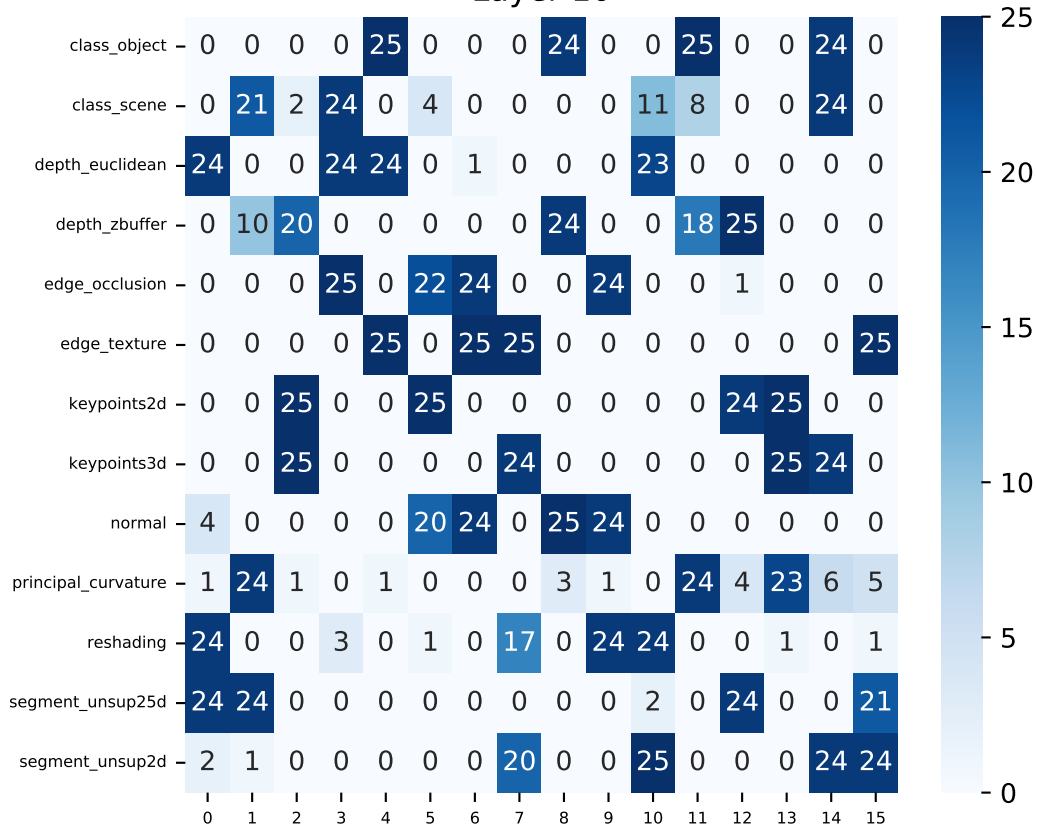 class_object 0 0 0 0 25 0 0 0 24 0 0 25 0 0 24 0
class_scene 0 21 2 24 0 4 0 0 0 0 11 8 0 0 24 0
depth_euclidean 24 0 0 24 24 0 1 0 0 0 23 0 0 0 0 0
depth_zbuffer 0 10 20 0 0 0 0 0 24 0 0 18 25 0 0 0
edge_occlusion 0 0 0 25 0 22 24 0 0 24 0 0 1 0 0 0
edge_texture 0 0 0 0 25 0 25 25 0 0 0 0 0 0 0 25
keypoints2d 0 0 25 0 0 25 0 0 0 0 0 0 24 25 0 0
keypoints3d 0 0 25 0 0 0 0 24 0 0 0 0 0 25 24 0
normal 4 0 0 0 0 20 24 0 25 24 0 0 0 0 0 0
principal_curvature 1 24 1 0 1 0 0 0 3 1 0 24 4 23 6 5
reshading 24 0 0 3 0 1 0 17 0 24 24 0 0 1 0 1
segment_unsup25d 24 24 0 0 0 0 0 0 0 0 2 0 24 0 0 21
segment_unsup2d 2 1 0 0 0 0 0 20 0 0 25 0 0 0 24 24
0 1 2 3 4 5 6 7 8 9 10 11 12 13 14 15
25
20
15
10
5
0